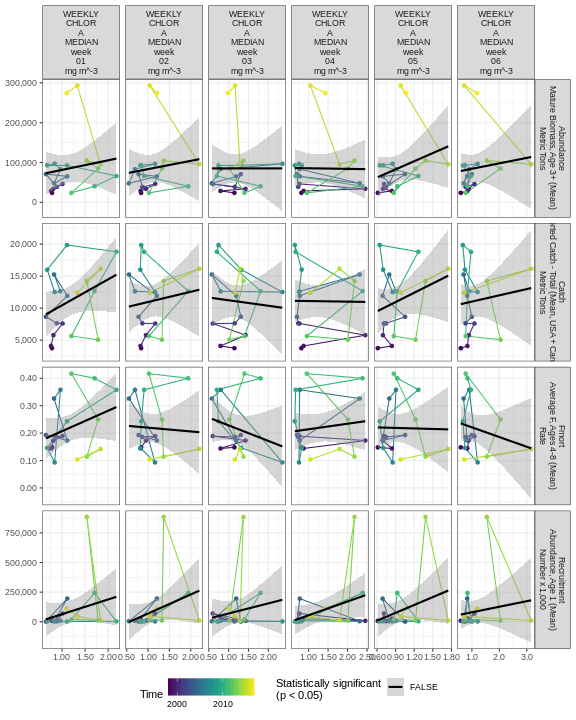 WEEKLY
CHLOR
A
MEDIAN
week
01
mg m^-3
WEEKLY
CHLOR
A
MEDIAN
week
02
mg m^-3
WEEKLY
CHLOR
A
MEDIAN
week
03
mg m^-3
WEEKLY
CHLOR
A
MEDIAN
week
04
mg m^-3
WEEKLY
CHLOR
A
MEDIAN
week
05
mg m^-3
WEEKLY
CHLOR
A
MEDIAN
week
06
mg m^-3
300,000
200,000
100,000
0
Abundance
Mature Biomass, Age 3+ (Mean)
Metric Tons
20,000
15,000
10,000
5,000
Catch
Catch - Total (Mean, USA + Can
Metric Tons
0.40
0.30
0.20
0.10
0.00
Fmort
Average F, Ages 4-8 (Mean)
Rate
750,000
500,000
250,000
0
Recruitment
Abundance, Age 1 (Mean)
Number x 1,000
1.00 1.50 2.00
0.50 1.00 1.50 2.00
0.50 1.00 1.50 2.00
1.00 1.50 2.00 2.50
0.60 0.90 1.20 1.50 1.80
1.0 2.0 3.0
Time
2000 2010
Statistically significant
(p < 0.05)
FALSE